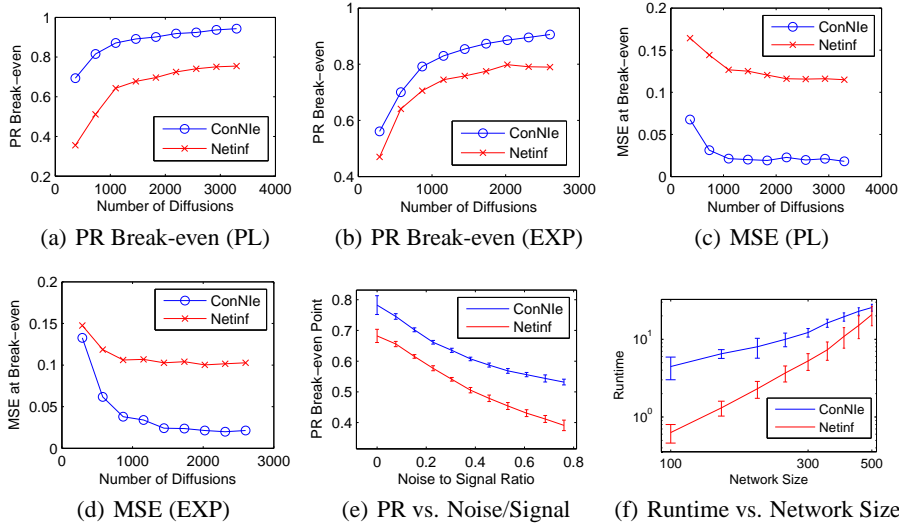 1
0.8
0.6
0.4
0.2
0 1000 2000 3000 4000
PR Break−even
Number of Diffusions
ConNIe
Netinf
(a) PR Break-even (PL)
1
0.8
0.6
0.4
0 1000 2000 3000
PR Break−even
Number of Diffusions
ConNIe
Netinf
(b) PR Break-even (EXP)
0.2
0.15
0.1
0.05
0
0 1000 2000 3000 4000
MSE at Break−even
Number of Diffusions
ConNIe
Netinf
(c) MSE (PL)
0.2
0.15
0.1
0.05
0
0 1000 2000 3000
MSE at Break−even
Number of Diffusions
ConNIe
Netinf
(d) MSE (EXP)
0.8
0.7
0.6
0.5
0.4
0 0.2 0.4 0.6 0.8
PR Break−even Point
Noise to Signal Ratio
ConNIe
Netinf
(e) PR vs. Noise/Signal
10^1
10^0
100 300 500
Runtime
Network Size
ConNIe
Netinf
(f) Runtime vs. Network Size